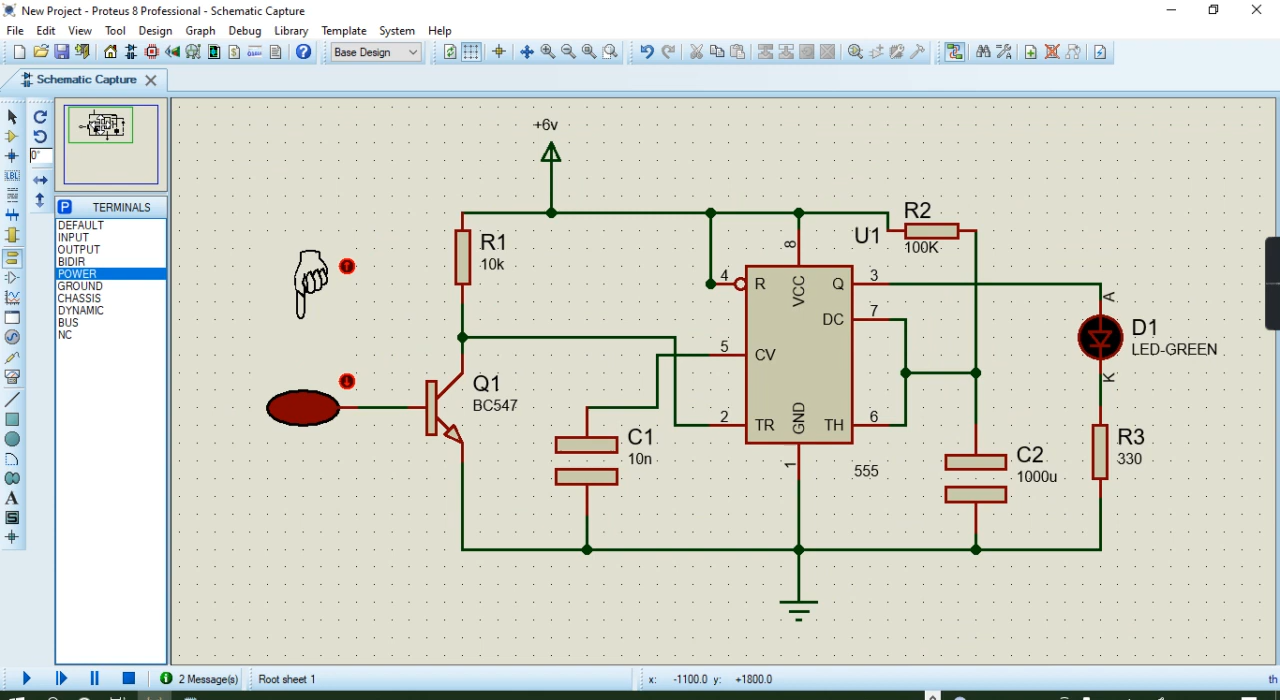 New Project - Proteus 8 Professional - Schematic Capture
File Edit View Tool Design Graph Debug Library Template System Help
Base Design
Schematic Capture
0°
LBL
P TERMINALS
DEFAULT
INPUT
OUTPUT
BIDIR
POWER
GROUND
CHASSIS
DYNAMIC
BUS
NC
A
S
+6v
R1
10k
Q1
BC547
C1
10n
U1
R2
100K
8
4 R VCC Q 3
DC 7
5 CV
2 TR GND TH 6
1
555
C2
1000u
A
D1
LED-GREEN
K
R3
330
2 Message(s) Root sheet 1 x: -1100.0 y: +1800.0 th